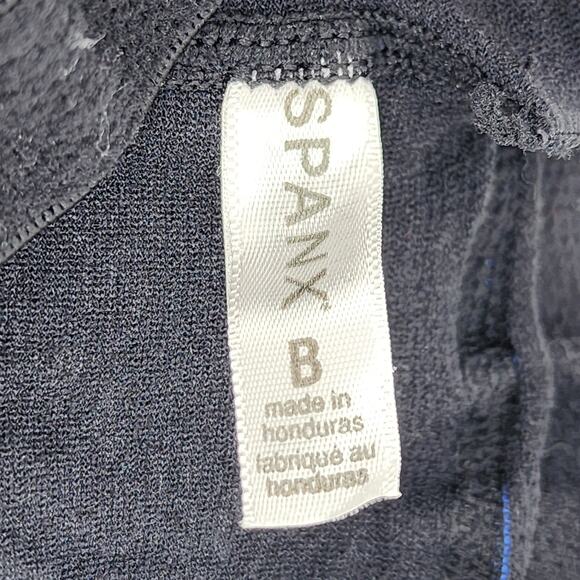 SPANX®
B
made in
honduras
fabriqué au
honduras